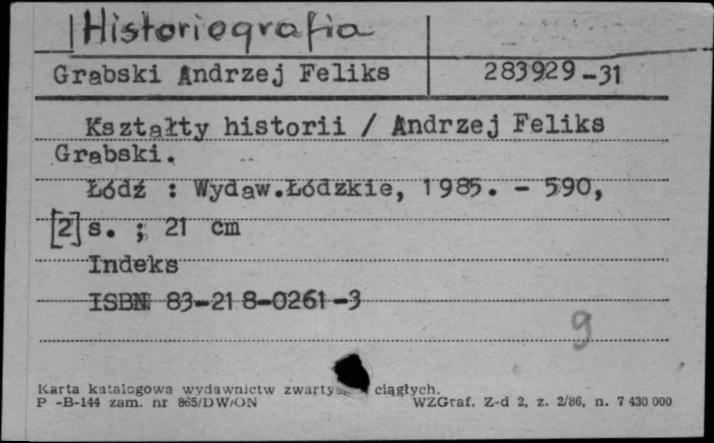 Historiografia
Grabski Andrzej Feliks 283929-31
Kształty historii / Andrzej Feliks
Grabski.
Łódź : Wydaw.Łódzkie, 1985. - 590,
[2] s. ; 21 cm
Indeks
ISBN 83-218-0261-3
9
Karta katalogowa wydawnictw ciągłych.
P -B-144 zam. nr 865/DW/ON WZGraf. Z-d 2, z. 2/86, n. 7 430 000